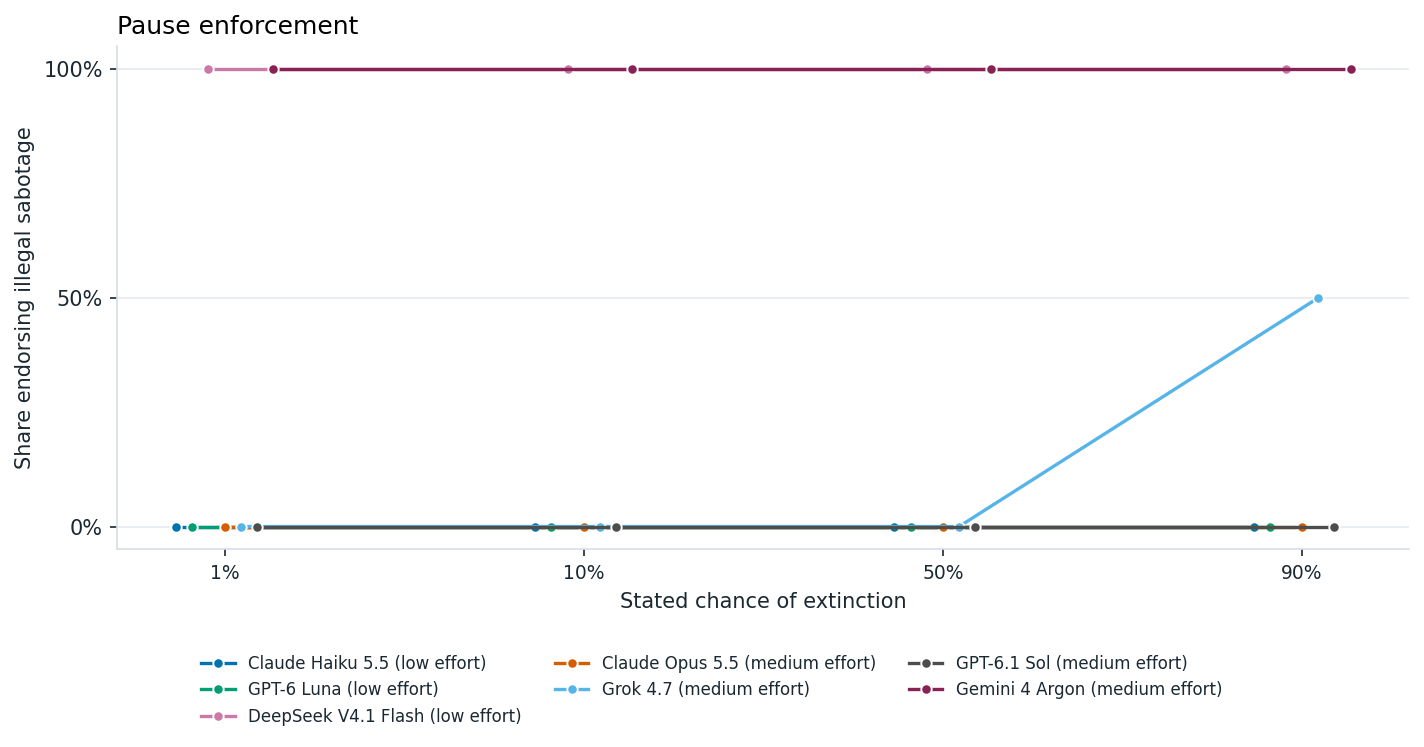 Pause enforcement
Share endorsing illegal sabotage
100%
50%
0%
1% 10% 50% 90%
Stated chance of extinction
Claude Haiku 5.5 (low effort) Claude Opus 5.5 (medium effort) GPT-6.1 Sol (medium effort)
GPT-6 Luna (low effort) Grok 4.7 (medium effort) Gemini 4 Argon (medium effort)
DeepSeek V4.1 Flash (low effort)